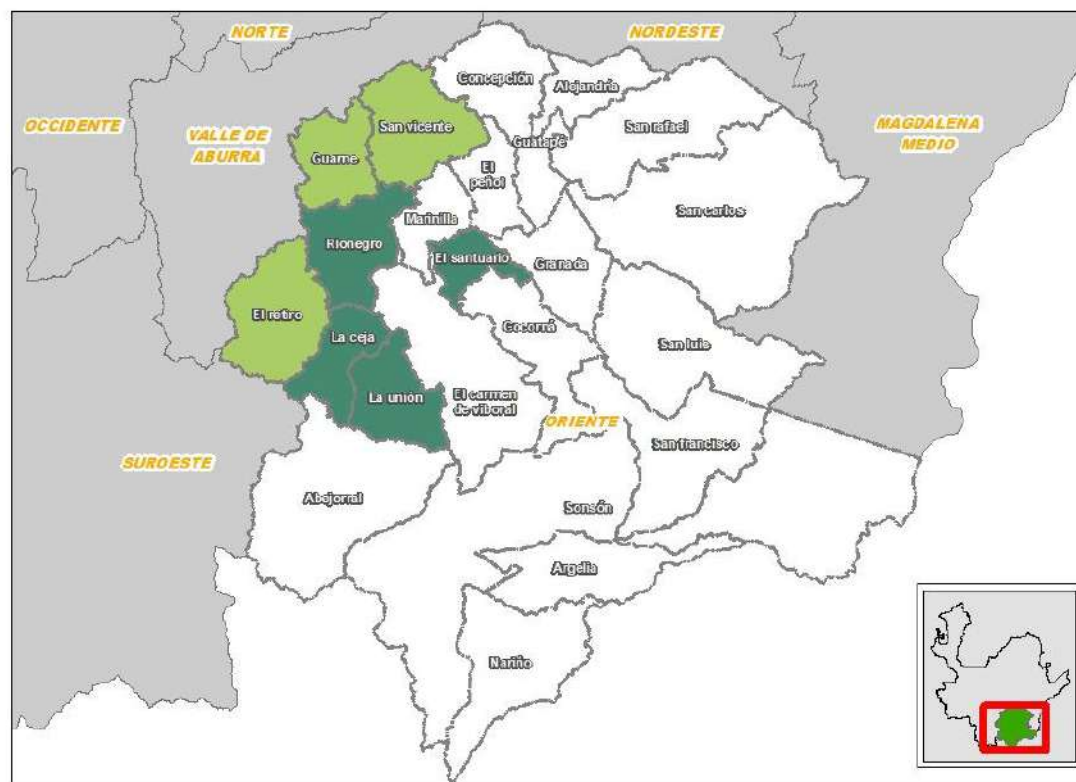 NORTE
NORDESTE
Concepción
Alejandría
OCCIDENTE
VALLE DE
ABURRA
San vicente
San rafael
MAGDALENA
MEDIO
Guarne
Guatapé
El
peñol
Marinilla
San carlos
Rionegro
El santuario
Granada
El retiro
Cocorná
La ceja
San luis
La unión
El carmen
de viboral
ORIENTE
San francisco
SUROESTE
Abejorral
Sonsón
Argelia
Nariño